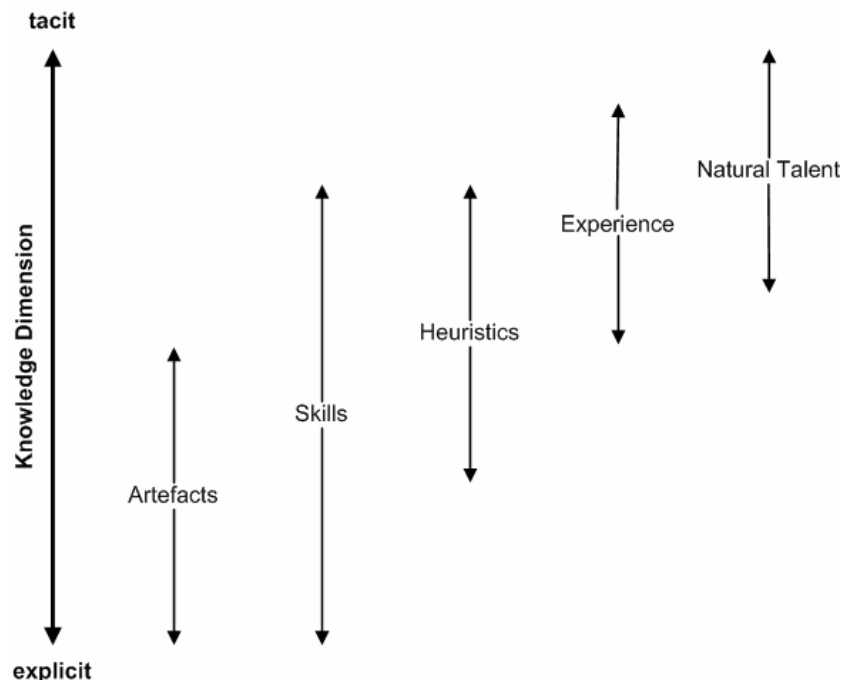 tacit
Natural Talent
Experience
Knowledge Dimension
Heuristics
Skills
Artefacts
explicit